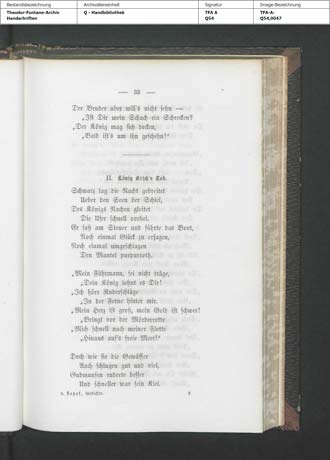 Bestandsbezeichnung
Theodor-Fontane-Archiv
Handschriften
Archivalieneinheit
Q - Handbibliothek
Signatur
TFA A
Q54
Image-Bezeichnung
TFA-A-
Q54,0047
— 33 —
Der Bruder aber will's nicht sehn —
„Ist Dir mein Schach ein Schrecken?
„Der König mag sich decken,
„Bald ist's um ihn geschehn!“
II. König Erich's Tod.
Schwarz lag die Nacht gebreitet
Ueber den Seen der Schlei,
Des Königs Nachen gleitet
Die Ufer schnell vorbei.
Er saß am Steuer und führte das Boot,
Noch einmal Glück zu erjagen,
Noch einmal umgeschlagen
Den Mantel purpurroth.
„Mein Fährmann, sei nicht träge,
„Dein König lohnt es Dir!
„Ich höre Ruderschläge
„In der Ferne hinter mir.
„Mein Herz ist groß, mein Gold ist schwer!
„Bringt vor der Mörderrotte
„Mich schnell nach meiner Flotte
„Hinaus auf's freie Meer!“
Doch wie sie die Gewässer
Auch schlugen gut und viel,
Gudmunsen ruderte besser
Und schneller war sein Kiel.
v. Lepel, Gedichte.
3